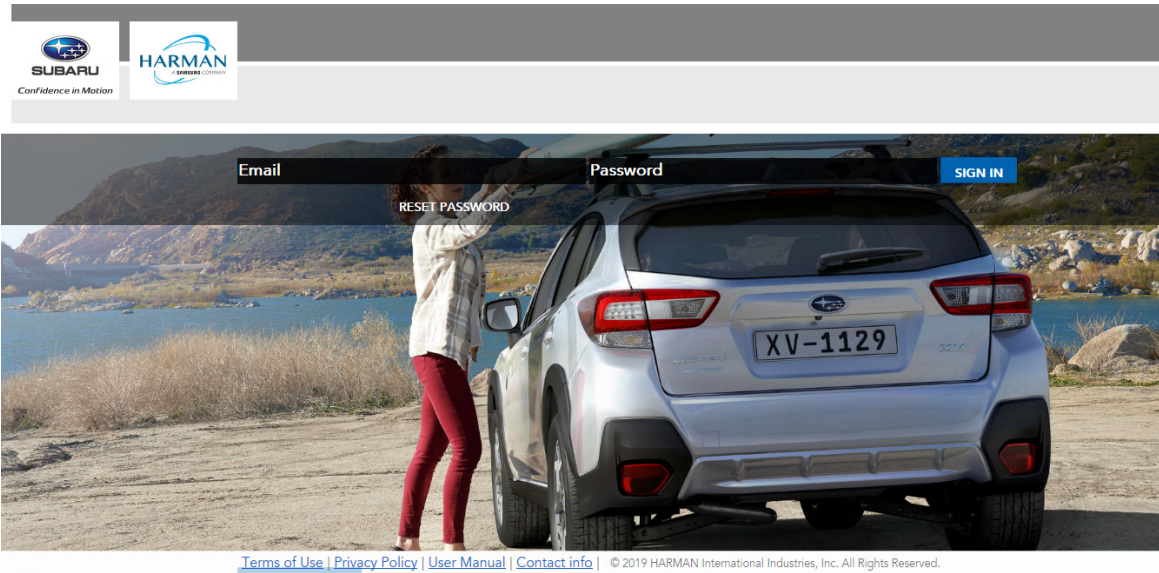 SUBARU
Confidence in Motion
HARMAN
A SAMSUNG COMPANY
Email
Password
SIGN IN
RESET PASSWORD
XV-1129
XV
Terms of Use | Privacy Policy | User Manual | Contact info | © 2019 HARMAN International Industries, Inc. All Rights Reserved.